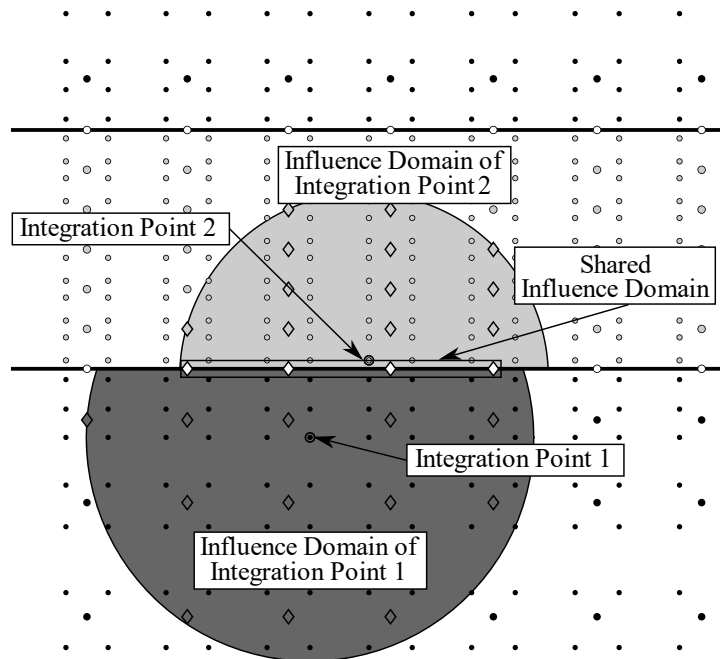 Influence Domain of
Integration Point 2
Integration Point 2
Shared
Influence Domain
Integration Point 1
Influence Domain of
Integration Point 1